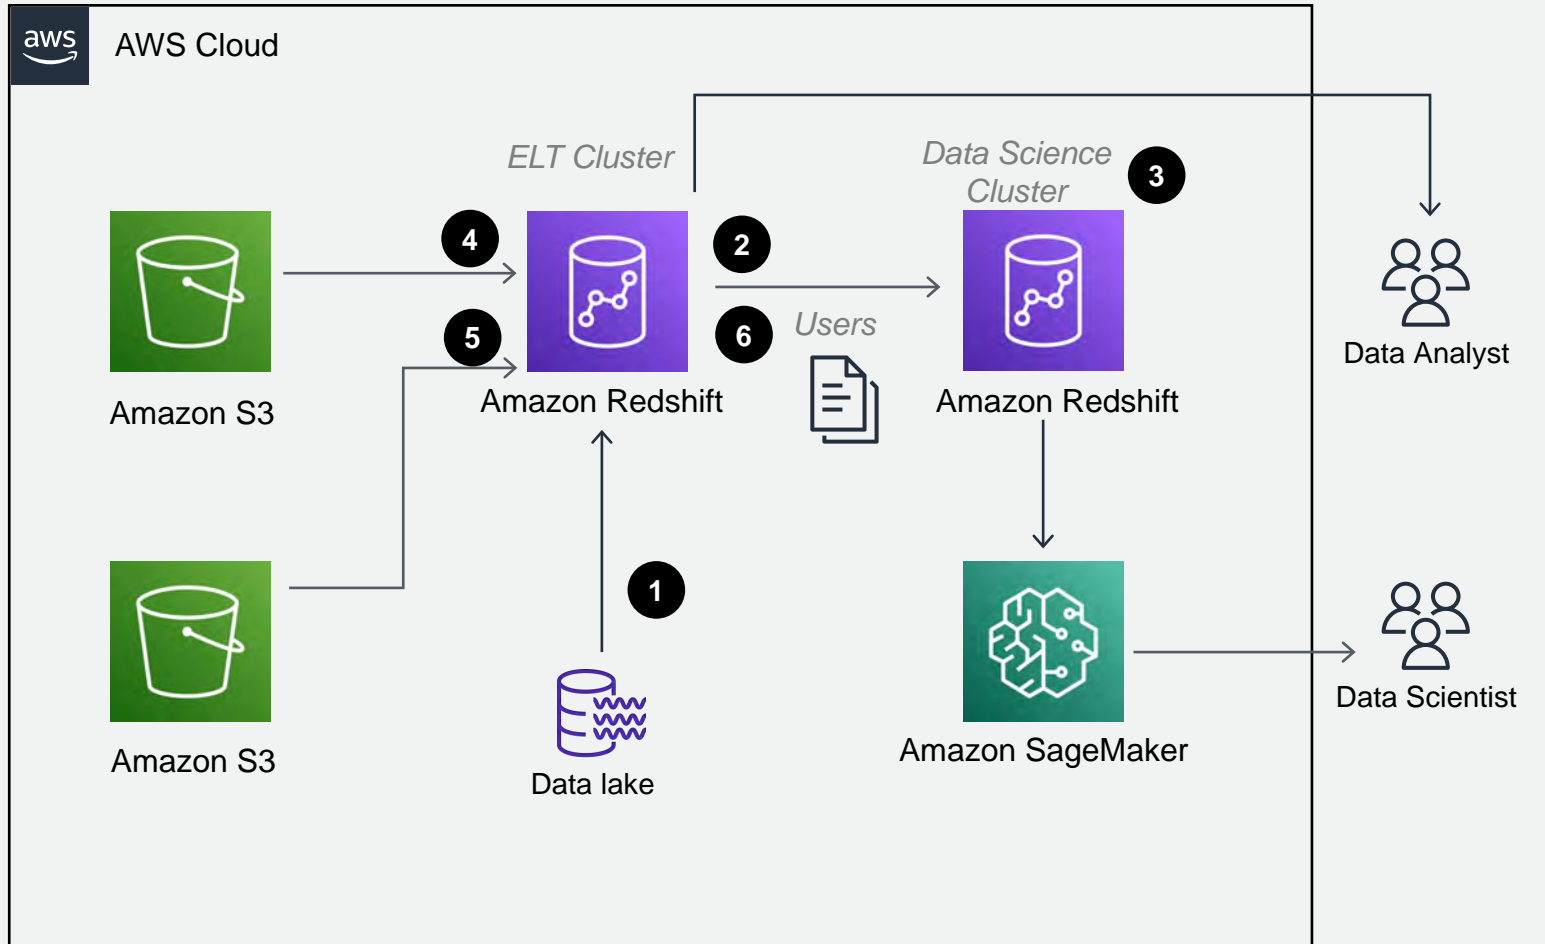 aws
AWS Cloud
ELT Cluster
Data Science
Cluster
3
4
2
5
6
Users
Amazon S3
Amazon Redshift
Amazon Redshift
Data Analyst
1
Amazon S3
Data lake
Amazon SageMaker
Data Scientist